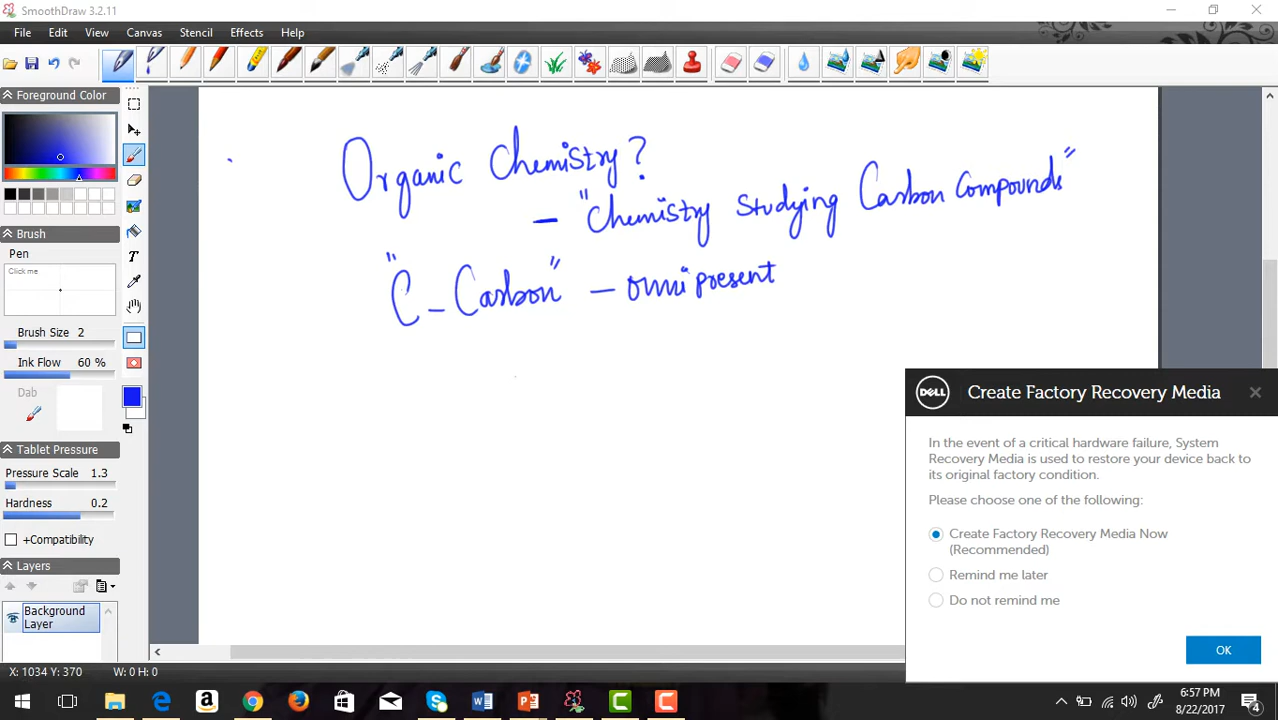 SmoothDraw 3.2.11
File Edit View Canvas Stencil Effects Help
Foreground Color
Brush
Pen
Click me
Brush Size 2
Ink Flow 60 %
Dab
Tablet Pressure
Pressure Scale 1.3
Hardness 0.2
+Compatibility
Layers
Background
Layer
X: 1034 Y: 370 W: 0 H: 0
Organic Chemistry?
– "Chemistry Studying Carbon Compounds"
"C – Carbon" – omnipresent
DELL Create Factory Recovery Media
In the event of a critical hardware failure, System
Recovery Media is used to restore your device back to
its original factory condition.
Please choose one of the following:
Create Factory Recovery Media Now
(Recommended)
Remind me later
Do not remind me
OK
6:57 PM
8/22/2017
4